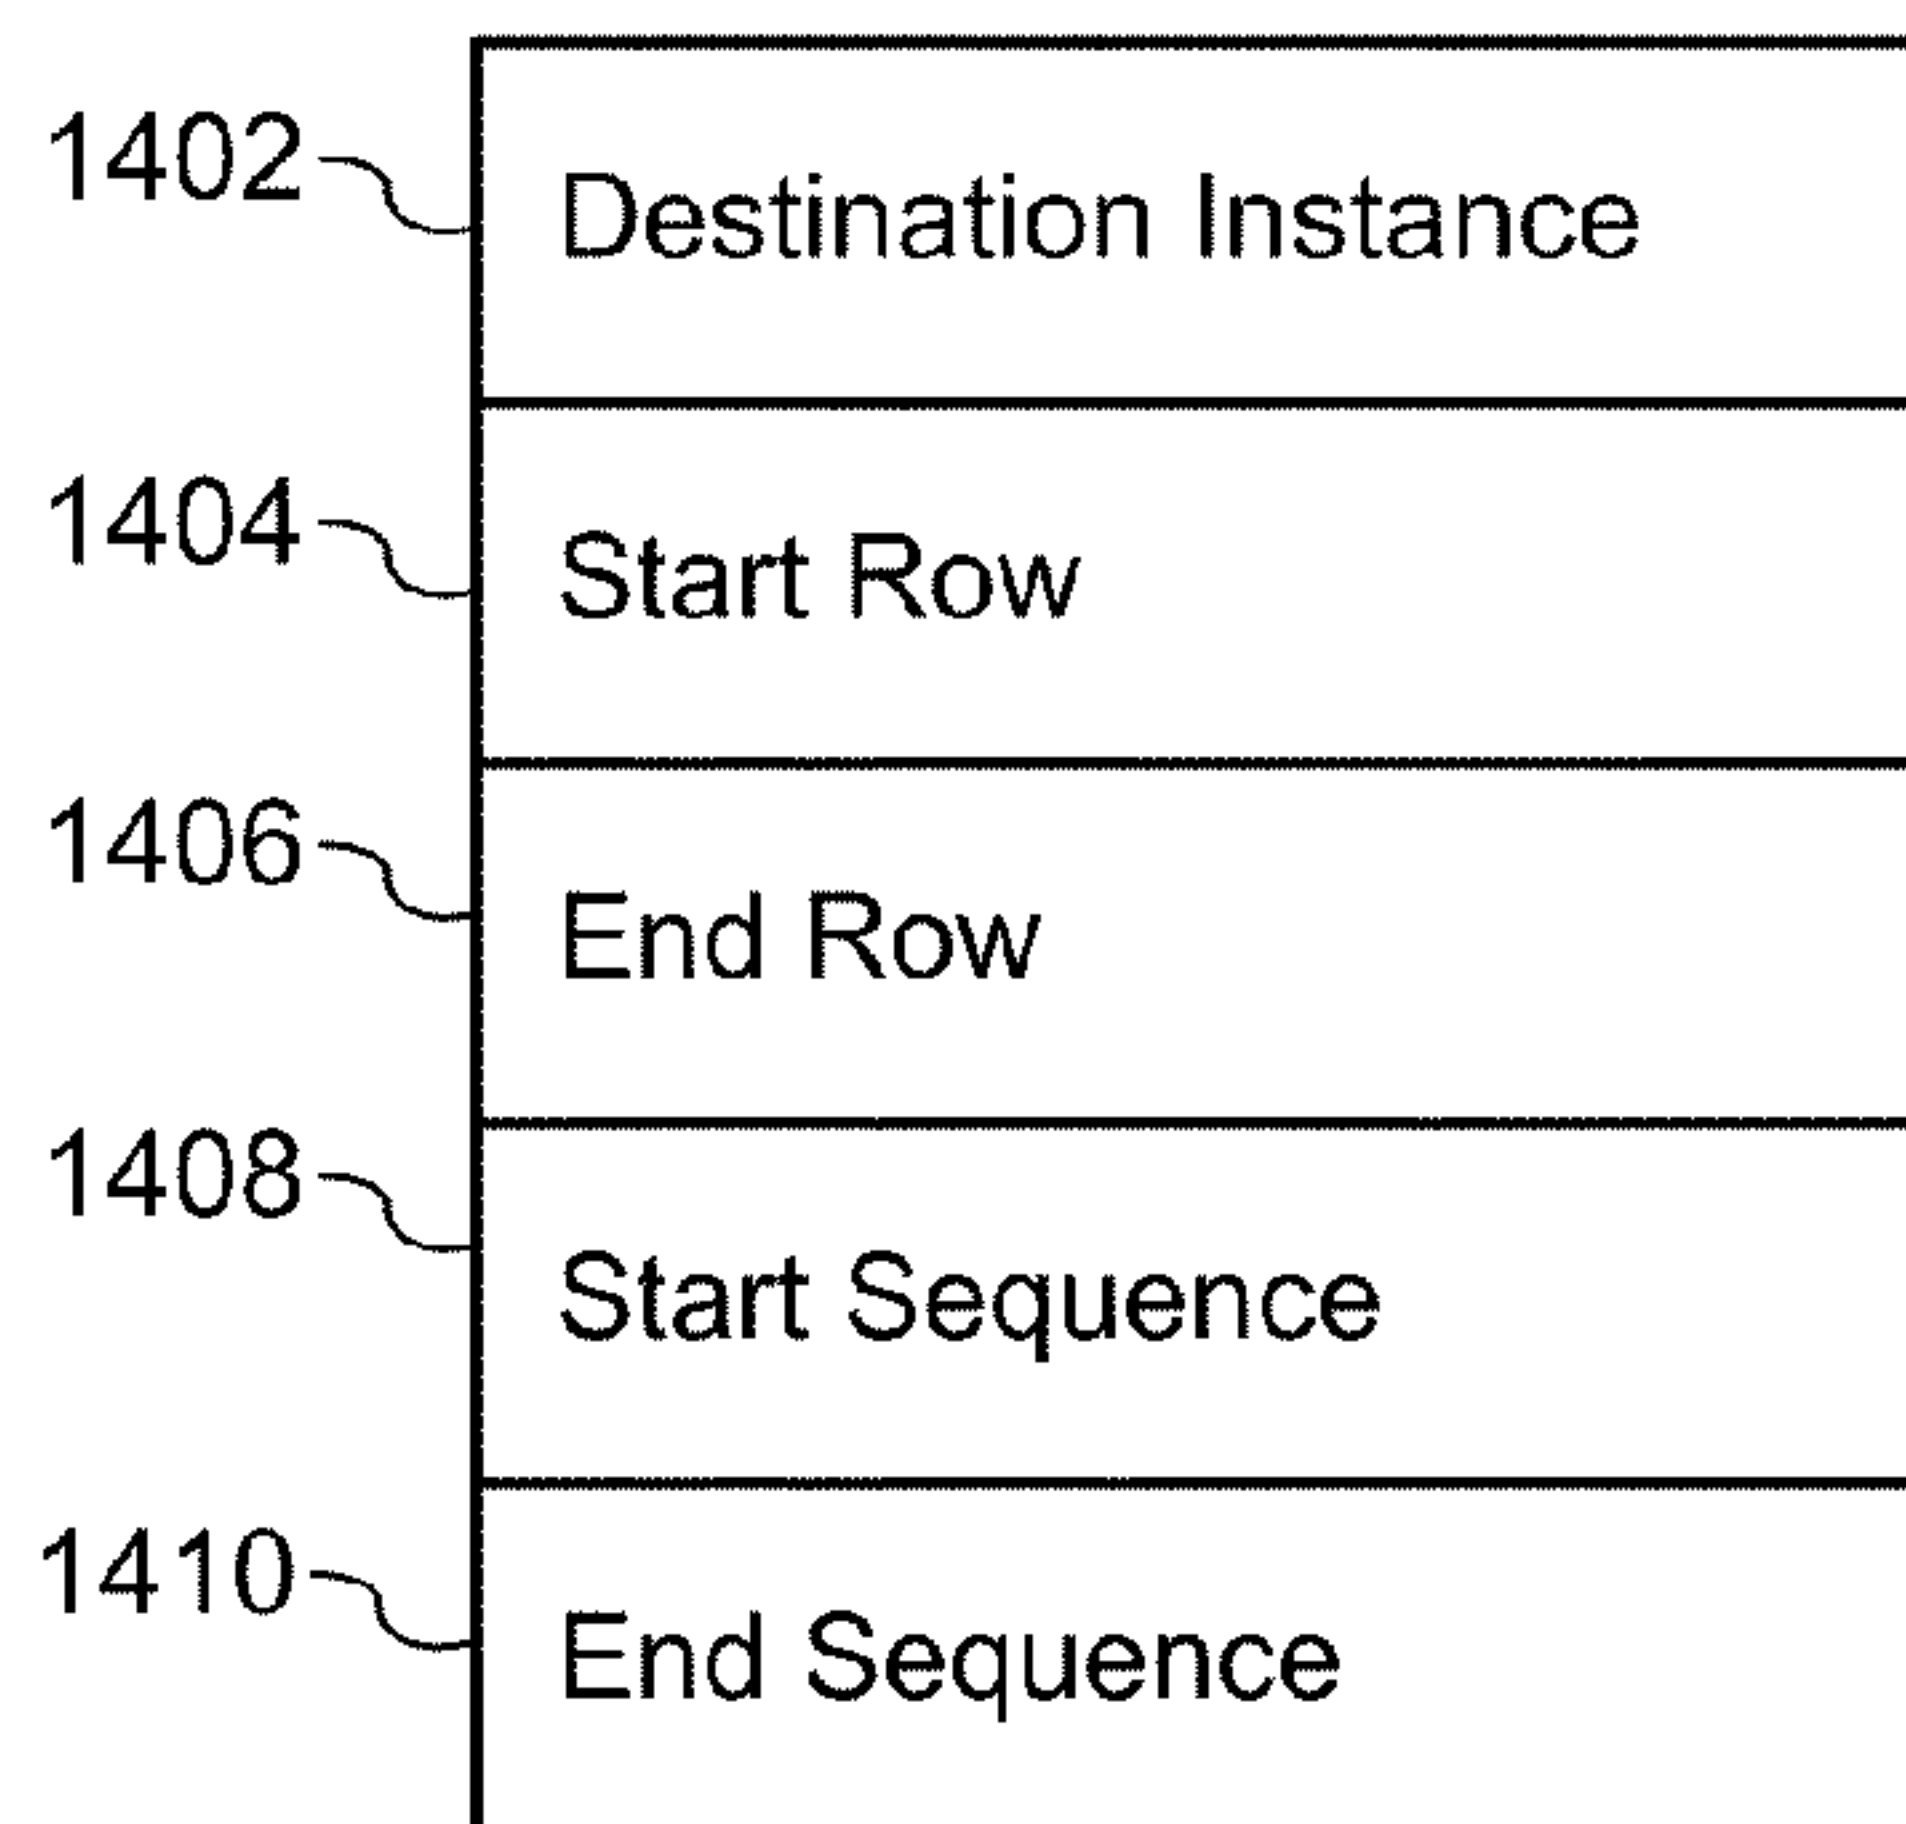 1402 Destination Instance
1404 Start Row
1406 End Row
1408 Start Sequence
1410 End Sequence